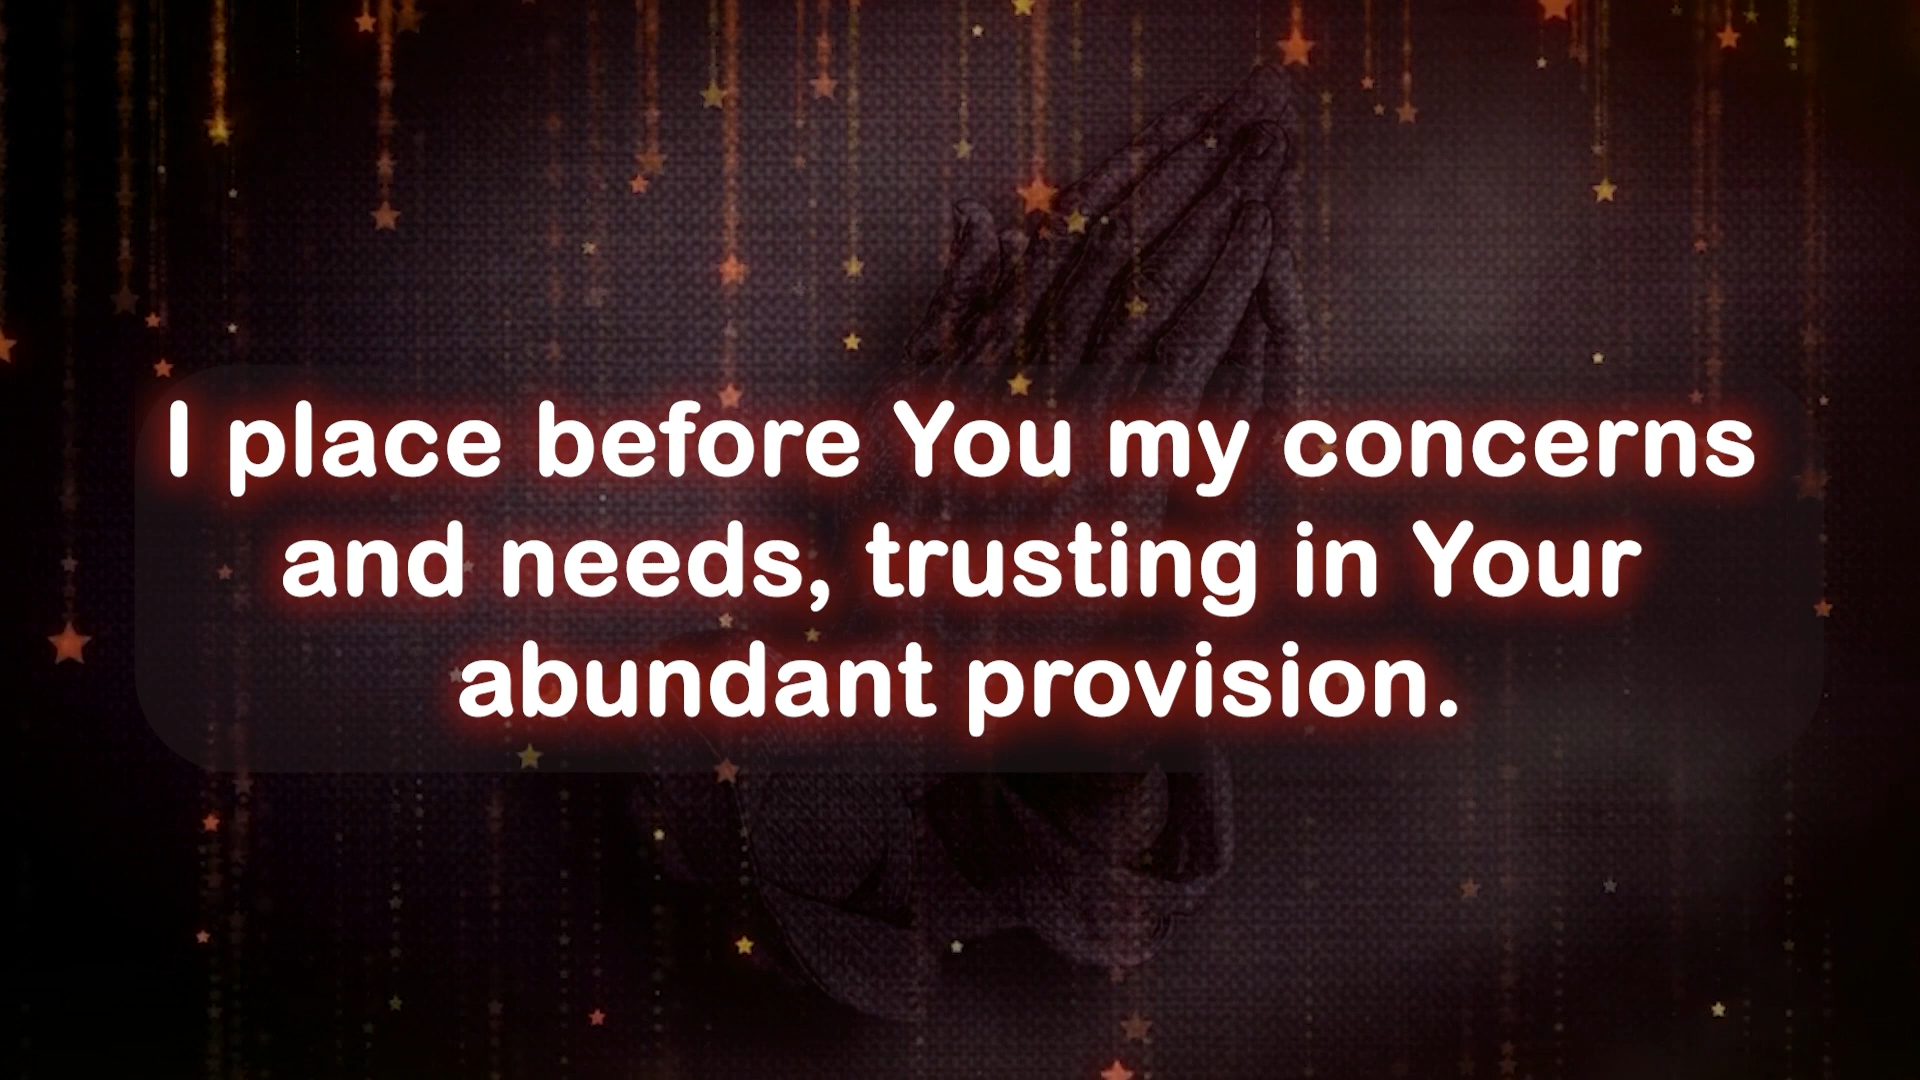 I place before You my concerns
and needs, trusting in Your
abundant provision.